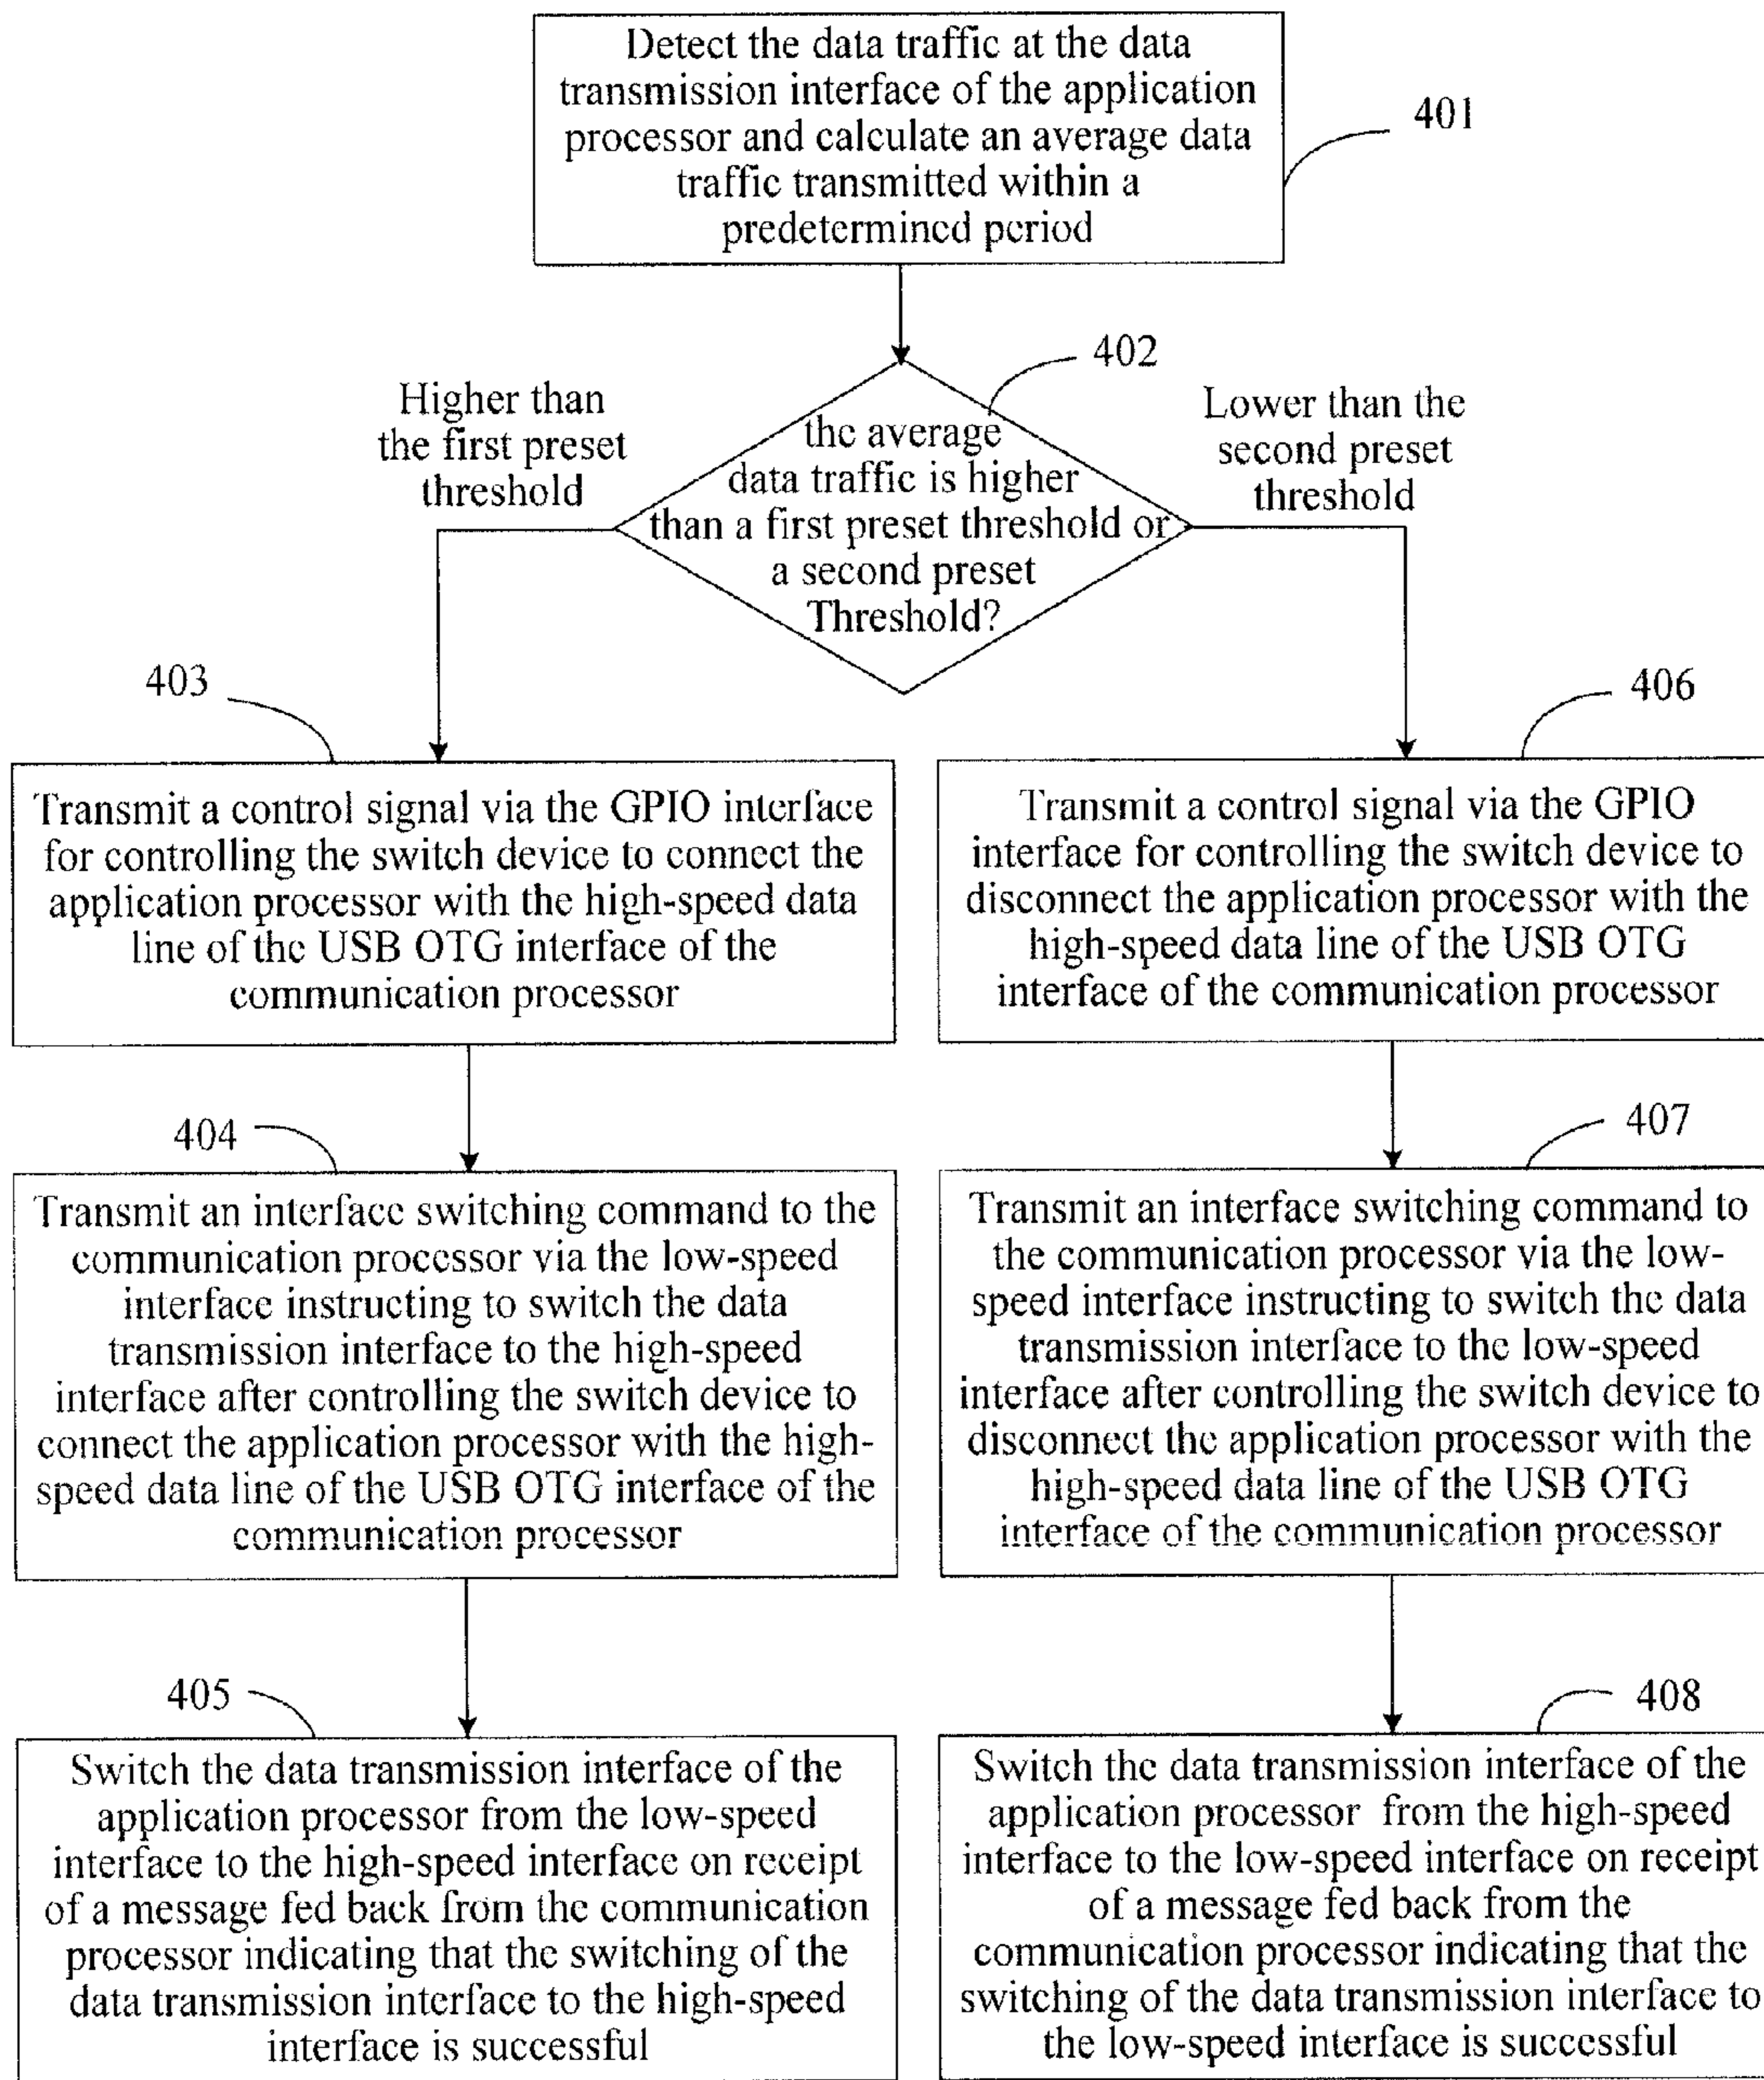 Detect the data traffic at the data
transmission interface of the application
processor and calculate an average data
traffic transmitted within a
predetermined period
401
402
Higher than
the first preset
threshold
the average
data traffic is higher
than a first preset threshold or
a second preset
Threshold?
Lower than the
second preset
threshold
403
Transmit a control signal via the GPIO interface
for controlling the switch device to connect the
application processor with the high-speed data
line of the USB OTG interface of the
communication processor
406
Transmit a control signal via the GPIO
interface for controlling the switch device to
disconnect the application processor with the
high-speed data line of the USB OTG
interface of the communication processor
404
Transmit an interface switching command to the
communication processor via the low-speed
interface instructing to switch the data
transmission interface to the high-speed
interface after controlling the switch device to
connect the application processor with the high-
speed data line of the USB OTG interface of the
communication processor
407
Transmit an interface switching command to
the communication processor via the low-
speed interface instructing to switch the data
transmission interface to the low-speed
interface after controlling the switch device to
disconnect the application processor with the
high-speed data line of the USB OTG
interface of the communication processor
405
Switch the data transmission interface of the
application processor from the low-speed
interface to the high-speed interface on receipt
of a message fed back from the communication
processor indicating that the switching of the
data transmission interface to the high-speed
interface is successful
408
Switch the data transmission interface of the
application processor from the high-speed
interface to the low-speed interface on receipt
of a message fed back from the
communication processor indicating that the
switching of the data transmission interface to
the low-speed interface is successful